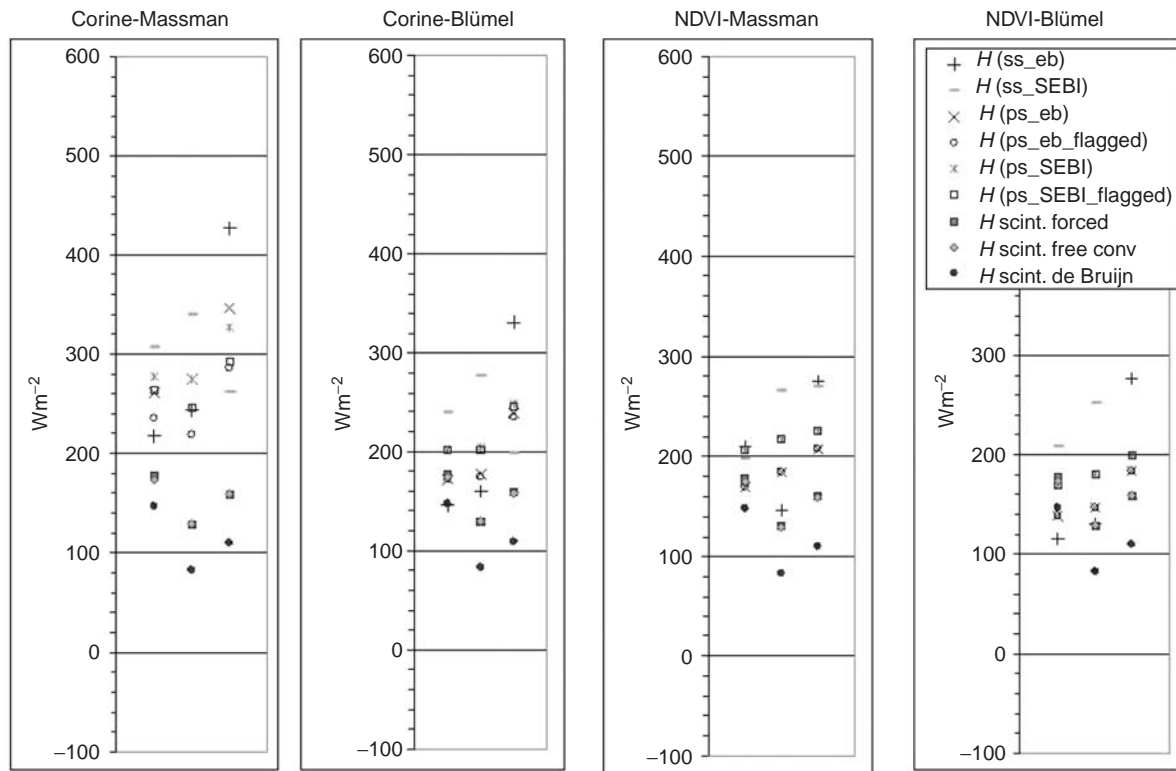 Corine-Massman
Corine-Blümel
NDVI-Massman
NDVI-Blümel
600
500
400
300
200
100
0
−100
Wm−2
600
500
400
300
200
100
0
−100
Wm−2
600
500
400
300
200
100
0
−100
Wm−2
300
200
100
0
−100
Wm−2
H (ss_eb)
H (ss_SEBI)
H (ps_eb)
H (ps_eb_flagged)
H (ps_SEBI)
H (ps_SEBI_flagged)
H scint. forced
H scint. free conv
H scint. de Bruijn